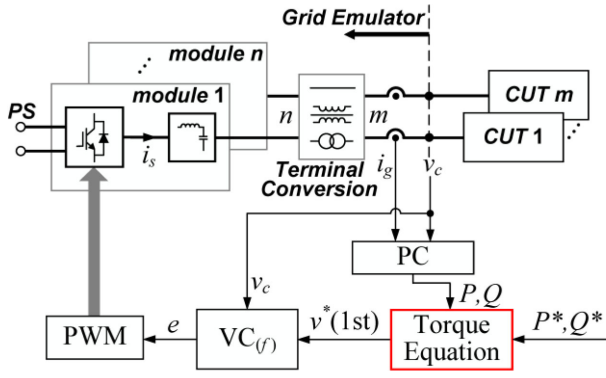 Grid Emulator
module n
module 1
PS
i_s
n
m
Terminal
Conversion
CUT m
CUT 1
i_g
v_c
PC
v_c
P,Q
PWM
e
VC(f)
v*(1st)
Torque
Equation
P*,Q*